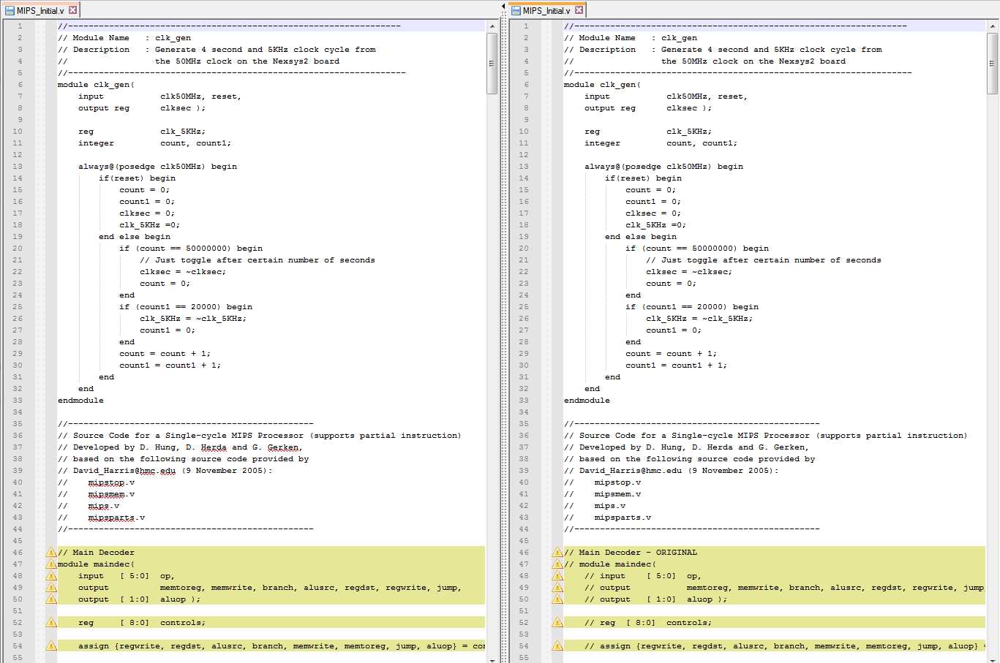 MIPS_Initial.v
1 //-----------------------------------------------------------------
2 // Module Name   : clk_gen
3 // Description   : Generate 4 second and 5KHz clock cycle from
4 //                 the 50MHz clock on the Nexsys2 board
5 //------------------------------------------------------------------
6 module clk_gen(
7     input           clk50MHz, reset,
8     output reg      clksec );
9
10     reg             clk_5KHz;
11     integer         count, count1;
12
13     always@(posedge clk50MHz) begin
14         if(reset) begin
15             count = 0;
16             count1 = 0;
17             clksec = 0;
18             clk_5KHz =0;
19         end else begin
20             if (count == 50000000) begin
21                 // Just toggle after certain number of seconds
22                 clksec = ~clksec;
23                 count = 0;
24             end
25             if (count1 == 20000) begin
26                 clk_5KHz = ~clk_5KHz;
27                 count1 = 0;
28             end
29             count = count + 1;
30             count1 = count1 + 1;
31         end
32     end
33 endmodule
34
35 //------------------------------------------------
36 // Source Code for a Single-cycle MIPS Processor (supports partial instruction)
37 // Developed by D. Hung, D. Herda and G. Gerken,
38 // based on the following source code provided by
39 // David_Harris@hmc.edu (9 November 2005):
40 //    mipstop.v
41 //    mipsmem.v
42 //    mips.v
43 //    mipsparts.v
44 //------------------------------------------------
45
46 // Main Decoder
47 module maindec(
48     input   [ 5:0]  op,
49     output          memtoreg, memwrite, branch, alusrc, regdst, regwrite, jump,
50     output  [ 1:0]  aluop );
51
52     reg     [ 8:0]  controls;
53
54     assign {regwrite, regdst, alusrc, branch, memwrite, memtoreg, jump, aluop} = co
55
MIPS_Initial.v
1 //-----------------------------------------------------------------
2 // Module Name   : clk_gen
3 // Description   : Generate 4 second and 5KHz clock cycle from
4 //                 the 50MHz clock on the Nexsys2 board
5 //------------------------------------------------------------------
6 module clk_gen(
7     input           clk50MHz, reset,
8     output reg      clksec );
9
10     reg             clk_5KHz;
11     integer         count, count1;
12
13     always@(posedge clk50MHz) begin
14         if(reset) begin
15             count = 0;
16             count1 = 0;
17             clksec = 0;
18             clk_5KHz =0;
19         end else begin
20             if (count == 50000000) begin
21                 // Just toggle after certain number of seconds
22                 clksec = ~clksec;
23                 count = 0;
24             end
25             if (count1 == 20000) begin
26                 clk_5KHz = ~clk_5KHz;
27                 count1 = 0;
28             end
29             count = count + 1;
30             count1 = count1 + 1;
31         end
32     end
33 endmodule
34
35 //------------------------------------------------
36 // Source Code for a Single-cycle MIPS Processor (supports partial instruction)
37 // Developed by D. Hung, D. Herda and G. Gerken,
38 // based on the following source code provided by
39 // David_Harris@hmc.edu (9 November 2005):
40 //    mipstop.v
41 //    mipsmem.v
42 //    mips.v
43 //    mipsparts.v
44 //------------------------------------------------
45
46 // Main Decoder - ORIGINAL
47 // module maindec(
48     // input    [ 5:0]  op,
49     // output           memtoreg, memwrite, branch, alusrc, regdst, regwrite, jump
50     // output   [ 1:0]  aluop );
51
52     // reg  [ 8:0]  controls;
53
54     // assign {regwrite, regdst, alusrc, branch, memwrite, memtoreg, jump, aluop} =
55